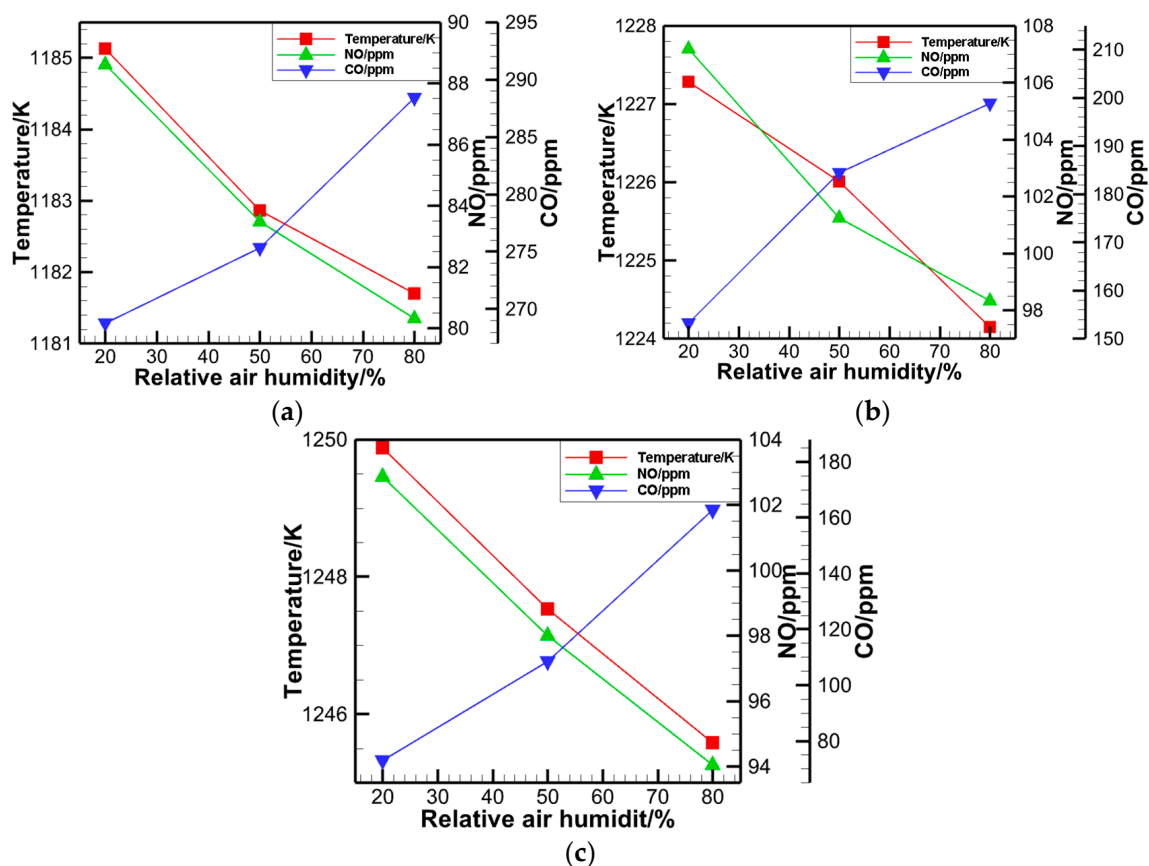 1185
1184
1183
1182
1181
Temperature/K
20 30 40 50 60 70 80
Relative air humidity/%
90
88
86
84
82
80
NO/ppm
295
290
285
280
275
270
CO/ppm
Temperature/K
NO/ppm
CO/ppm
(a)
1228
1227
1226
1225
1224
Temperature/K
20 30 40 50 60 70 80
Relative air humidity/%
108
106
104
102
100
98
NO/ppm
210
200
190
180
170
160
150
CO/ppm
Temperature/K
NO/ppm
CO/ppm
(b)
1250
1248
1246
Temperature/K
20 30 40 50 60 70 80
Relative air humidit/%
104
102
100
98
96
94
NO/ppm
180
160
140
120
100
80
CO/ppm
Temperature/K
NO/ppm
CO/ppm
(c)